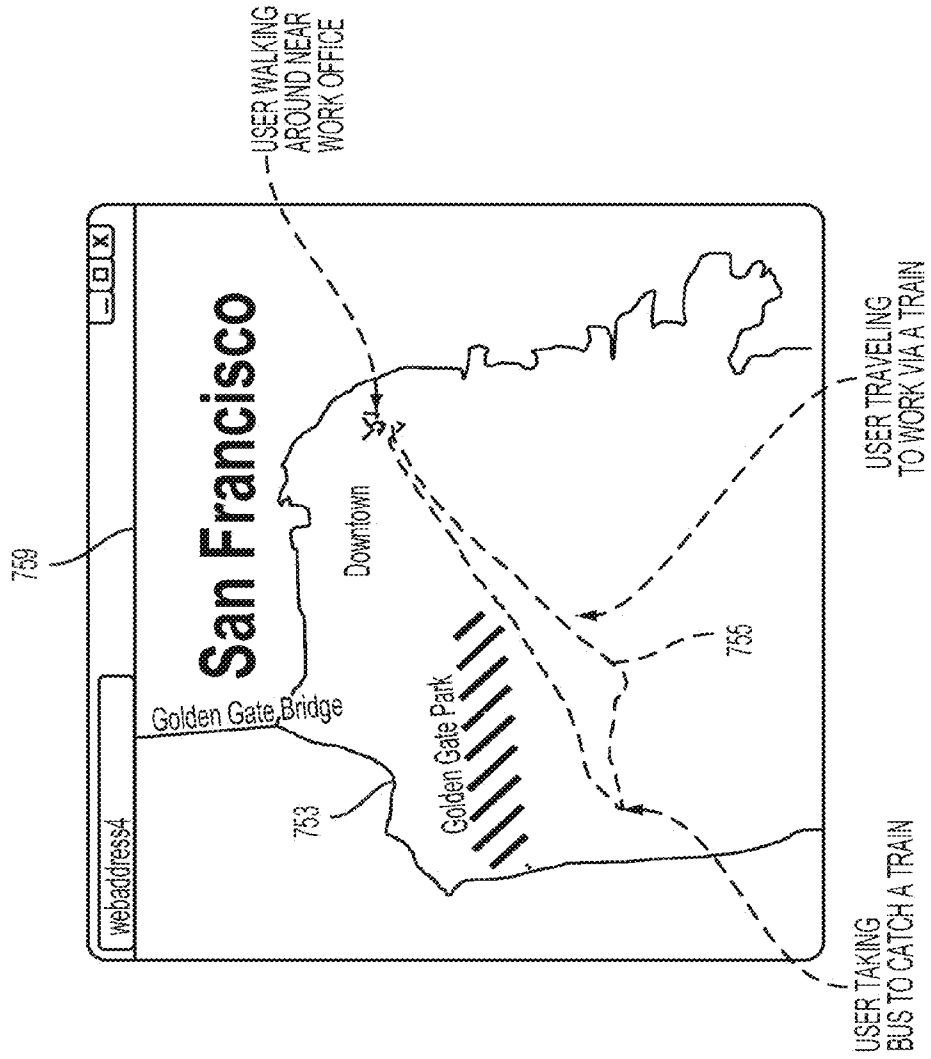 759
webaddress4
San Francisco
Golden Gate Bridge
753
Downtown
Golden Gate Park
755
USER WALKING
AROUND NEAR
WORK OFFICE
USER TAKING
BUS TO CATCH A TRAIN
USER TRAVELING
TO WORK VIA A TRAIN